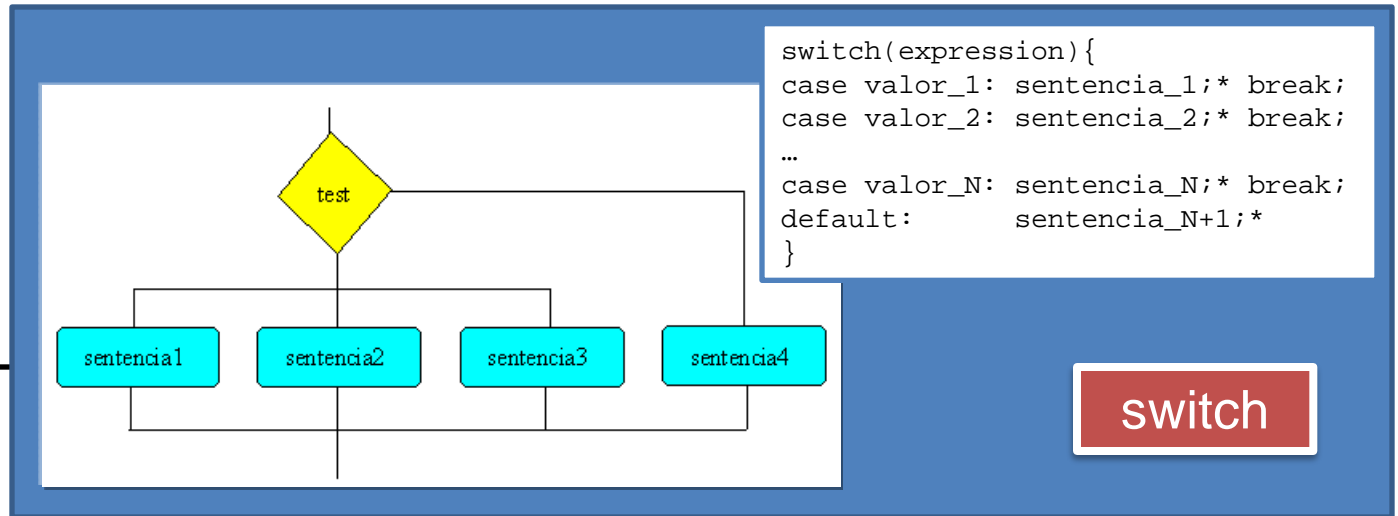 switch(expression){
case valor_1: sentencia_1;* break;
case valor_2: sentencia_2;* break;
…
case valor_N: sentencia_N;* break;
default:      sentencia_N+1;*
}
test
sentencia1
sentencia2
sentencia3
sentencia4
switch